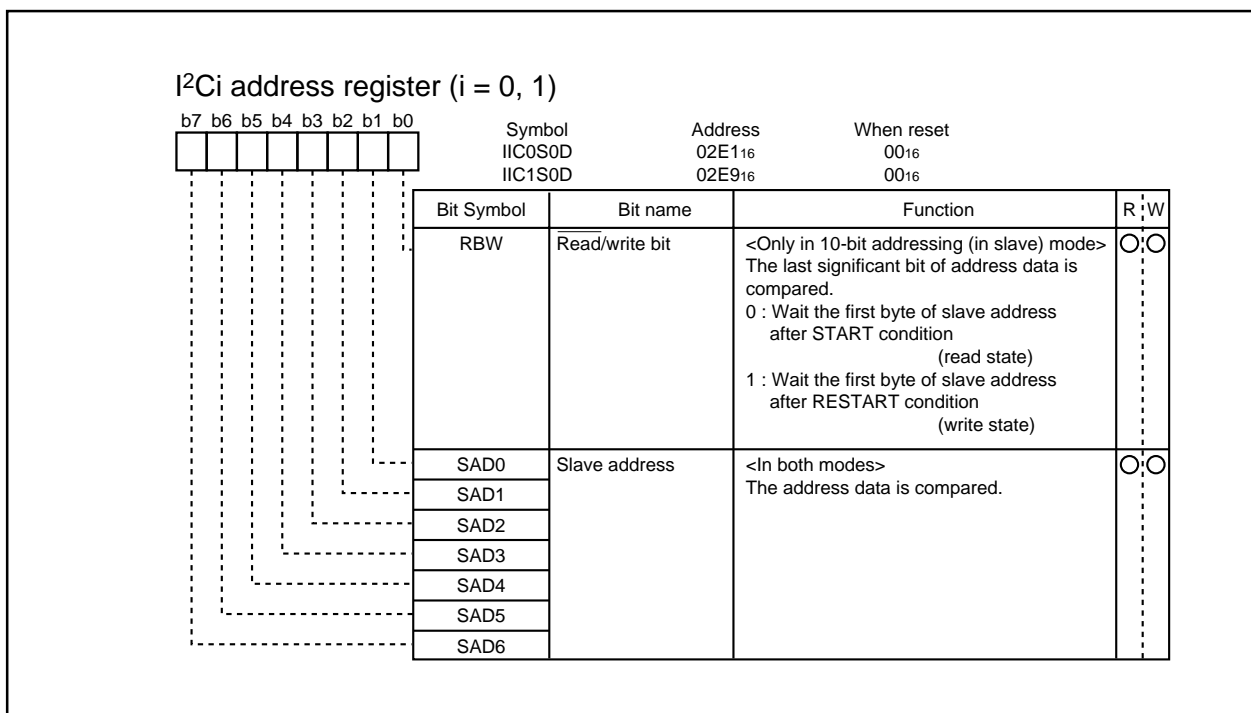 I²Ci address register (i = 0, 1)
b7 b6 b5 b4 b3 b2 b1 b0
Symbol Address When reset
IIC0S0D 02E1₁₆ 00₁₆
IIC1S0D 02E9₁₆ 00₁₆
Bit Symbol Bit name Function R W
RBW Read/write bit <Only in 10-bit addressing (in slave) mode>
The last significant bit of address data is
compared.
0 : Wait the first byte of slave address
after START condition
(read state)
1 : Wait the first byte of slave address
after RESTART condition
(write state)
SAD0 Slave address <In both modes>
SAD1 The address data is compared.
SAD2
SAD3
SAD4
SAD5
SAD6